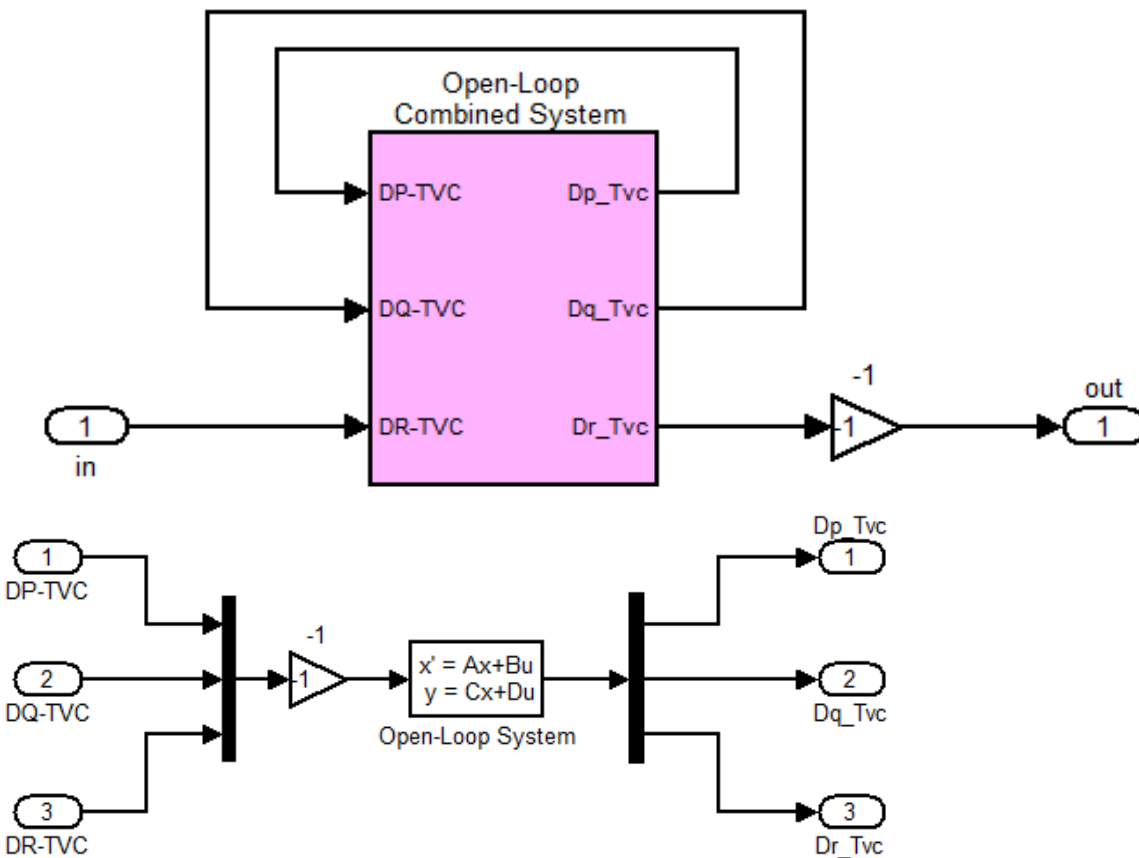 Open-Loop
Combined System
DP-TVC
Dp_Tvc
DQ-TVC
Dq_Tvc
-1
out
1
DR-TVC
Dr_Tvc
-1
1
in
1
DP-TVC
Dp_Tvc
1
-1
2
DQ-TVC
-1
x' = Ax+Bu
y = Cx+Du
Open-Loop System
2
Dq_Tvc
3
DR-TVC
3
Dr_Tvc